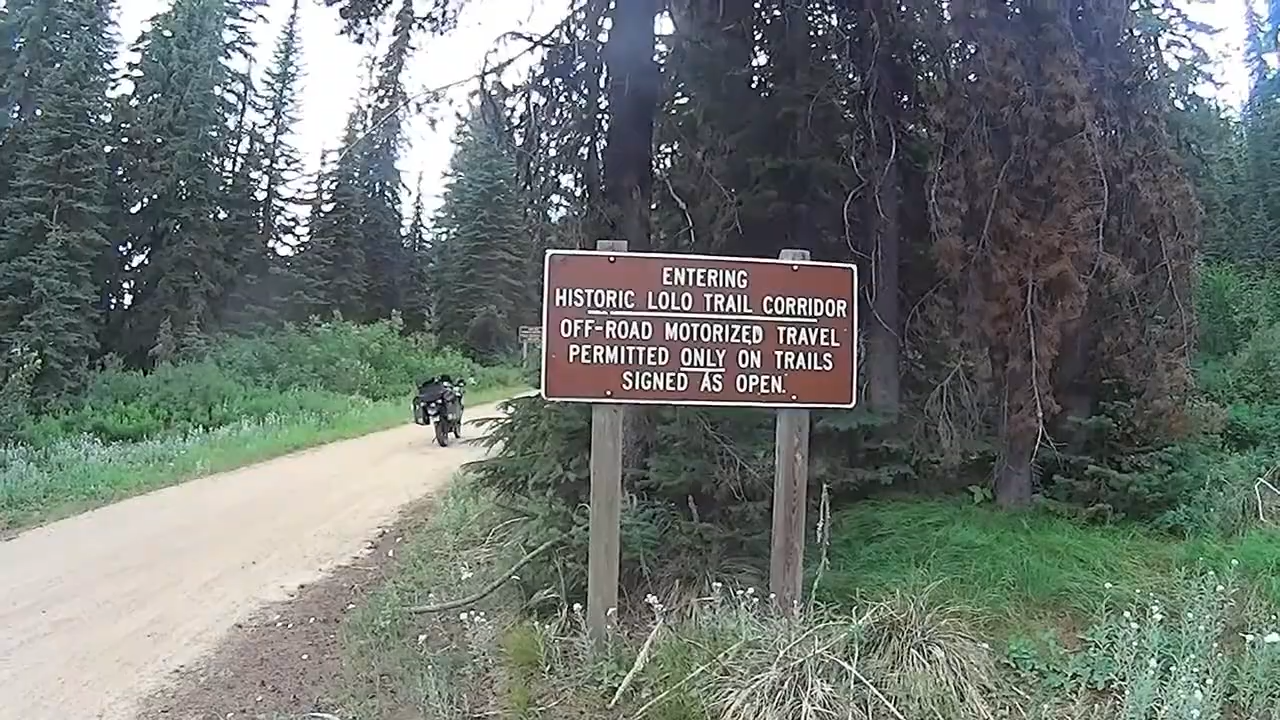 ENTERING
HISTORIC LOLO TRAIL CORRIDOR
OFF-ROAD MOTORIZED TRAVEL
PERMITTED ONLY ON TRAILS
SIGNED AS OPEN.